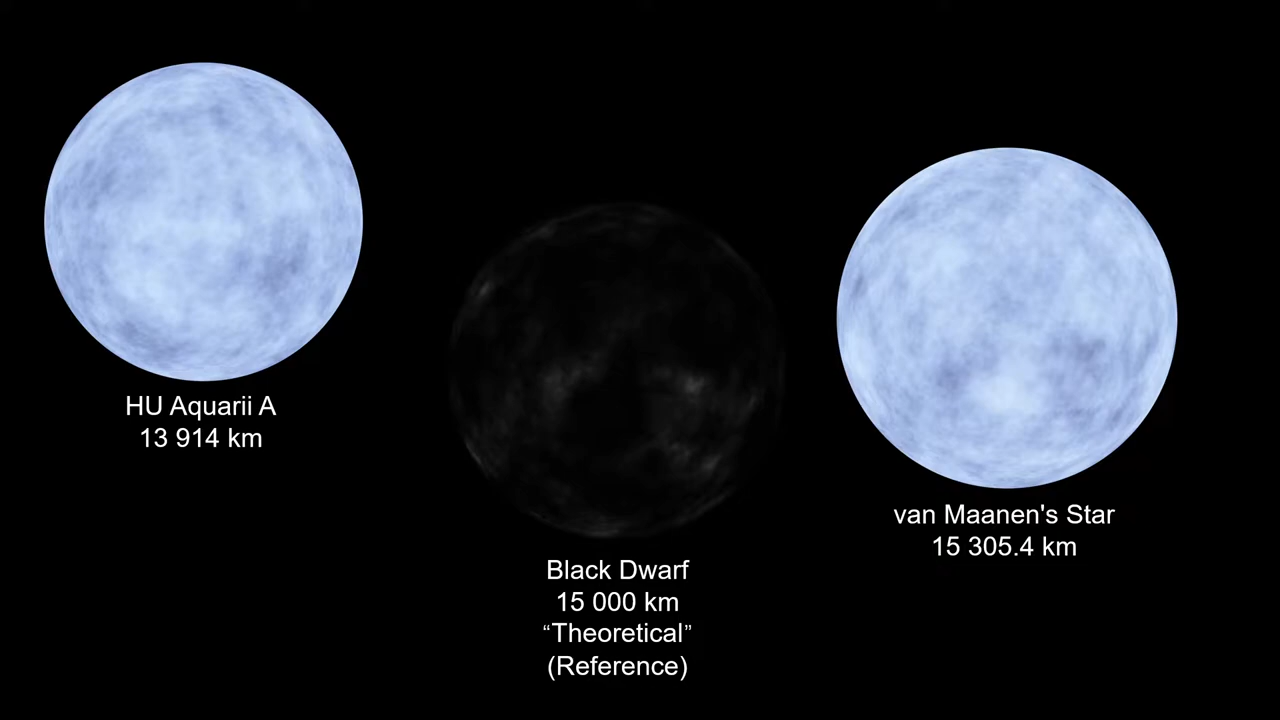 HU Aquarii A
13 914 km
Black Dwarf
15 000 km
“Theoretical”
(Reference)
van Maanen's Star
15 305.4 km